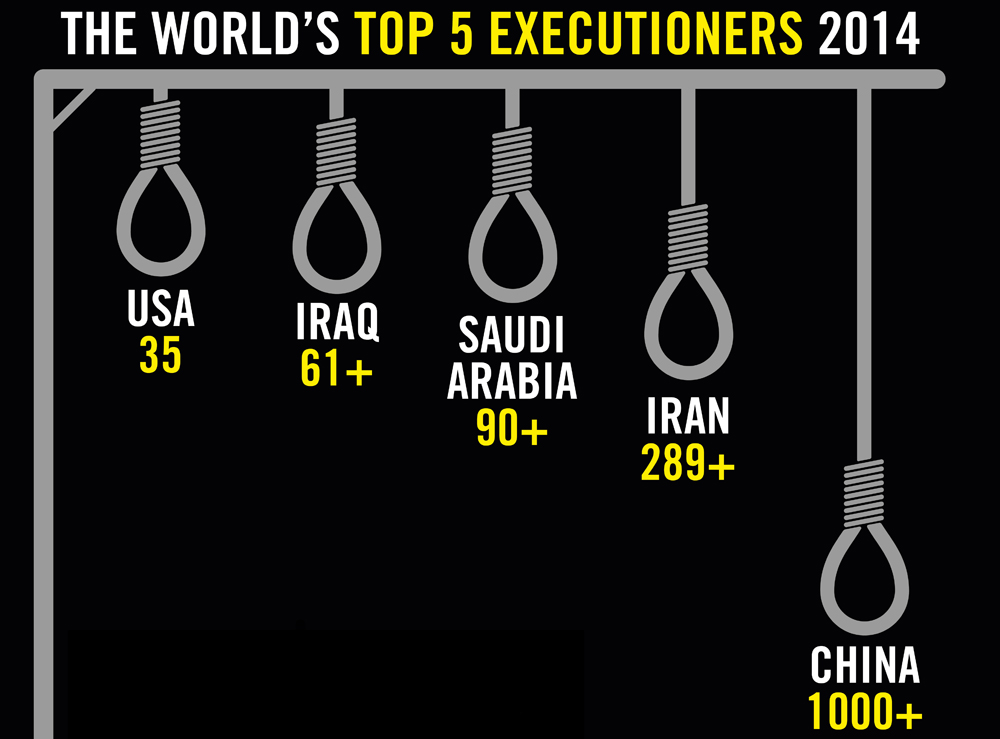 THE WORLD'S TOP 5 EXECUTIONERS 2014
USA
35
IRAQ
61+
SAUDI
ARABIA
90+
IRAN
289+
CHINA
1000+